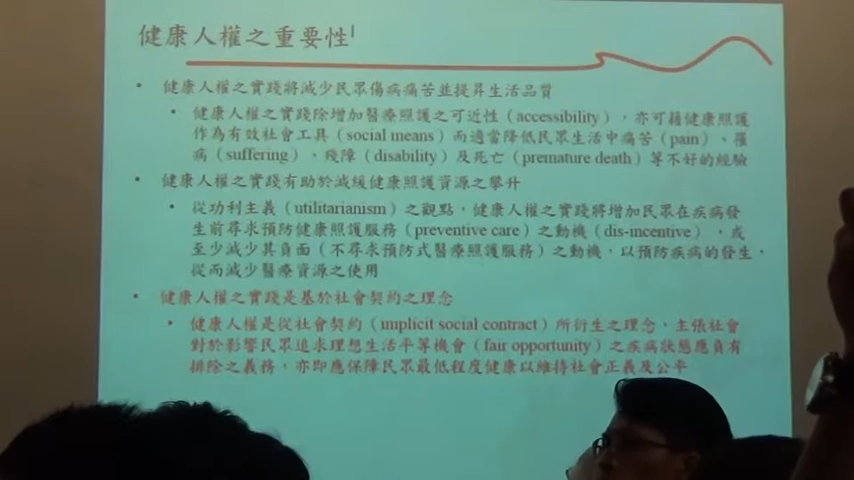 健康人權之重要性
• 健康人權之實踐將減少民眾傷病痛苦並提昇生活品質
• 健康人權之實踐除增加醫療照護之可近性（accessibility），亦可藉健康照護
作為有效社會工具（social means）而適當降低民眾生活中痛苦（pain）、罹
病（suffering）、殘障（disability）及死亡（premature death）等不好的經驗
• 健康人權之實踐有助於減緩健康照護資源之攀升
• 從功利主義（utilitarianism）之觀點，健康人權之實踐將增加民眾在疾病發
生前尋求預防健康照護服務（preventive care）之動機（dis-incentive），或
至少減少其負面（不尋求預防式醫療照護服務）之動機，以預防疾病的發生，
從而減少醫療資源之使用
• 健康人權之實踐是基於社會契約之理念
• 健康人權是從社會契約（implicit social contract）所衍生之理念，主張社會
對於影響民眾追求理想生活平等機會（fair opportunity）之疾病狀態應負有
排除之義務，亦即應保障民眾最低程度健康以維持社會正義及公平